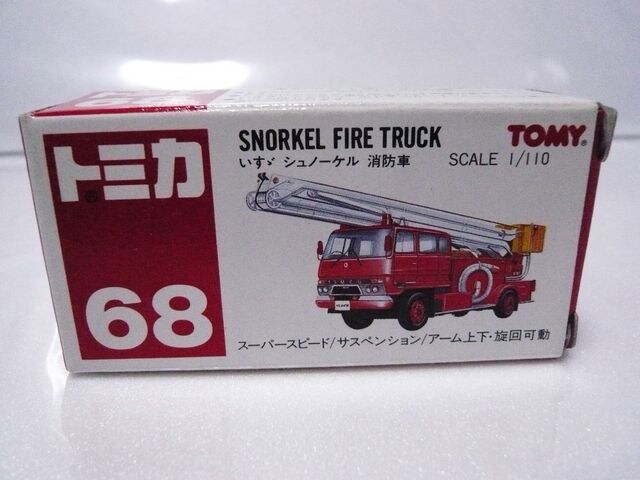 トミカ
68
SNORKEL FIRE TRUCK
TOMY
いすゞ シュノーケル 消防車
SCALE 1/110
ISUZU
スーパースピード/サスペンション/アーム上下・旋回可動